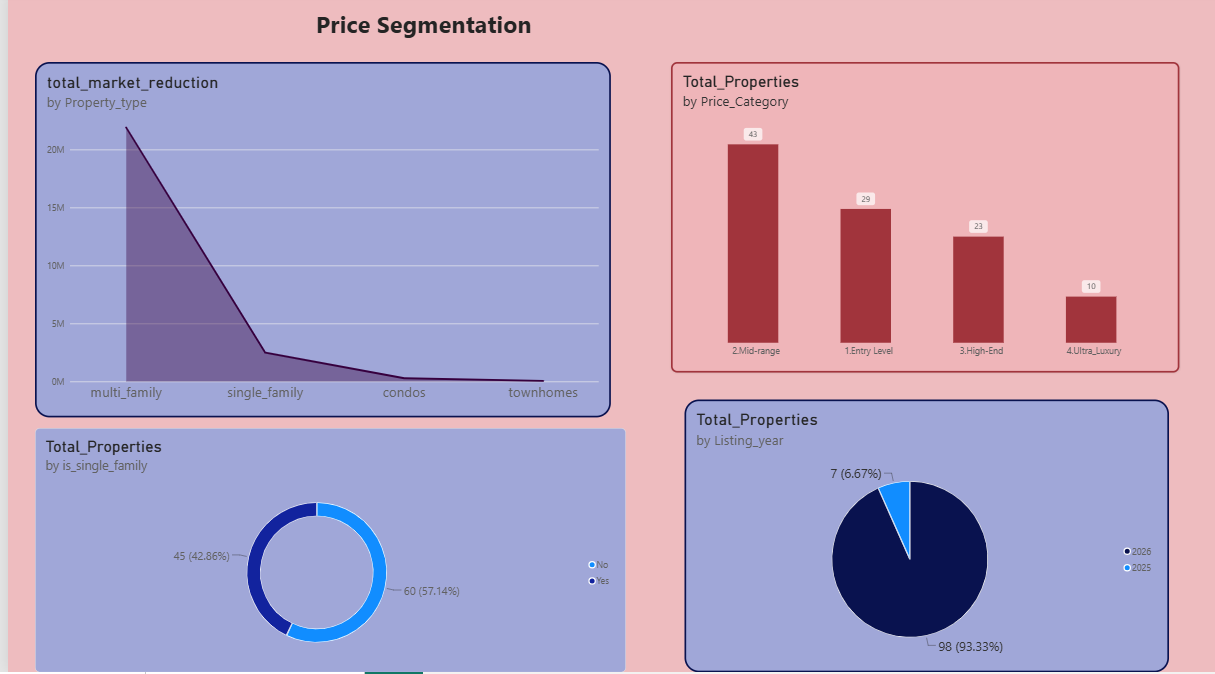 Price Segmentation
total_market_reduction
by Property_type
20M
15M
10M
5M
0M
multi_family
single_family
condos
townhomes
Total_Properties
by Price_Category
43
29
23
10
2.Mid-range
1.Entry Level
3.High-End
4.Ultra_Luxury
Total_Properties
by is_single_family
45 (42.86%)
60 (57.14%)
No
Yes
Total_Properties
by Listing_year
7 (6.67%)
98 (93.33%)
2026
2025